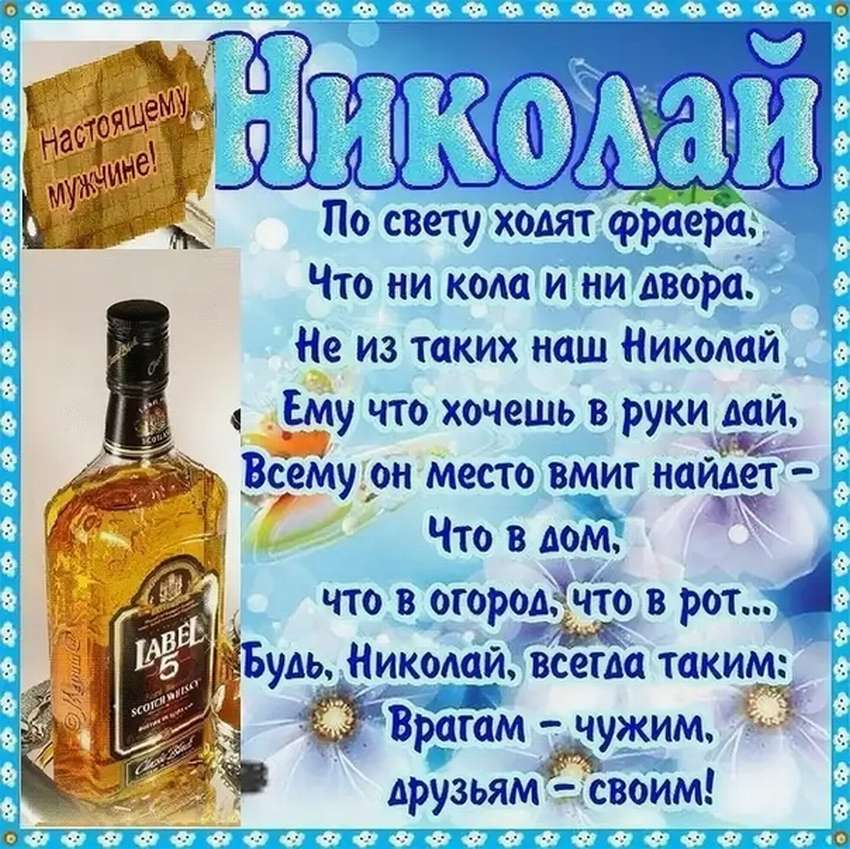 Настоящему
мужчине!
Николай
По свету ходят фраера,
Что ни кола и ни двора.
Не из таких наш Николай
Ему что хочешь в руки дай,
Всему он место вмиг найдет –
Что в дом,
что в огород, что в рот...
Будь, Николай, всегда таким:
Врагам – чужим,
друзьям – своим!
LABEL
5
SCOTCH WHISKY
Classic Black